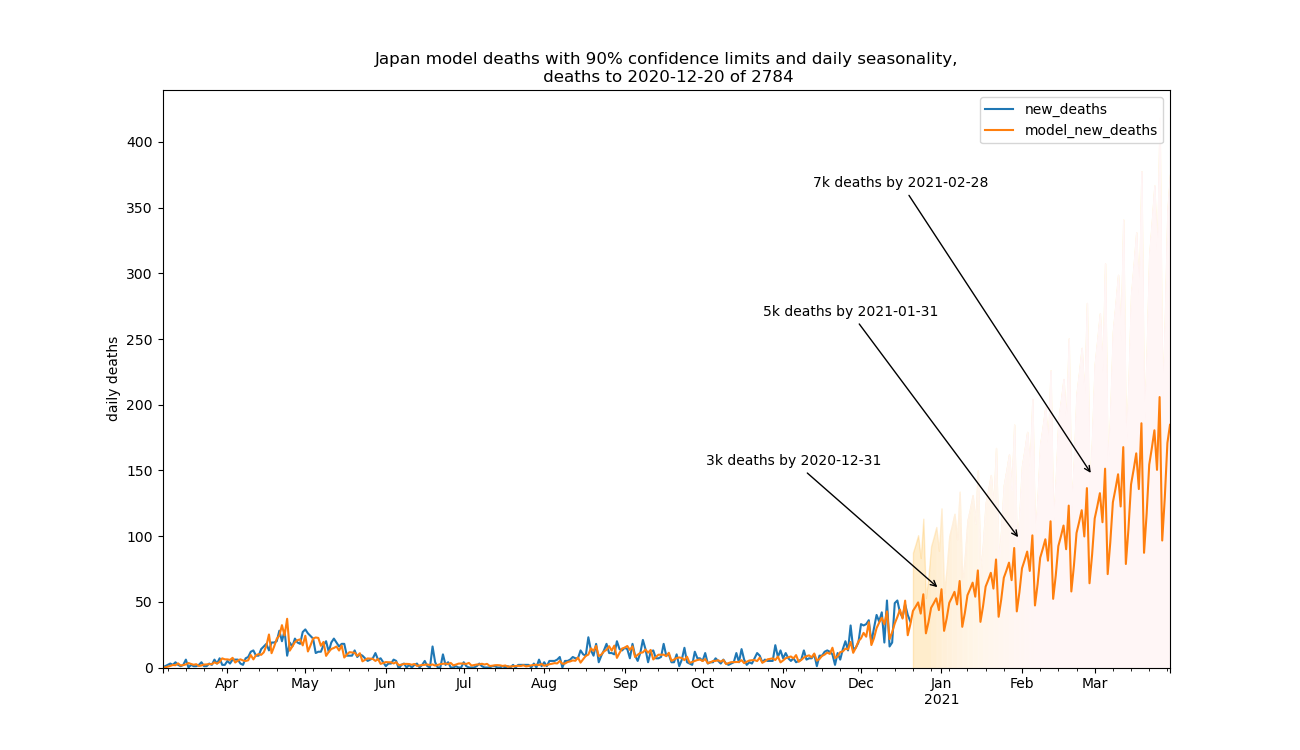 Japan model deaths with 90% confidence limits and daily seasonality,
deaths to 2020-12-20 of 2784
new_deaths
model_new_deaths
7k deaths by 2021-02-28
5k deaths by 2021-01-31
3k deaths by 2020-12-31
daily deaths
400
350
300
250
200
150
100
50
0
Apr May Jun Jul Aug Sep Oct Nov Dec Jan Feb Mar
2021